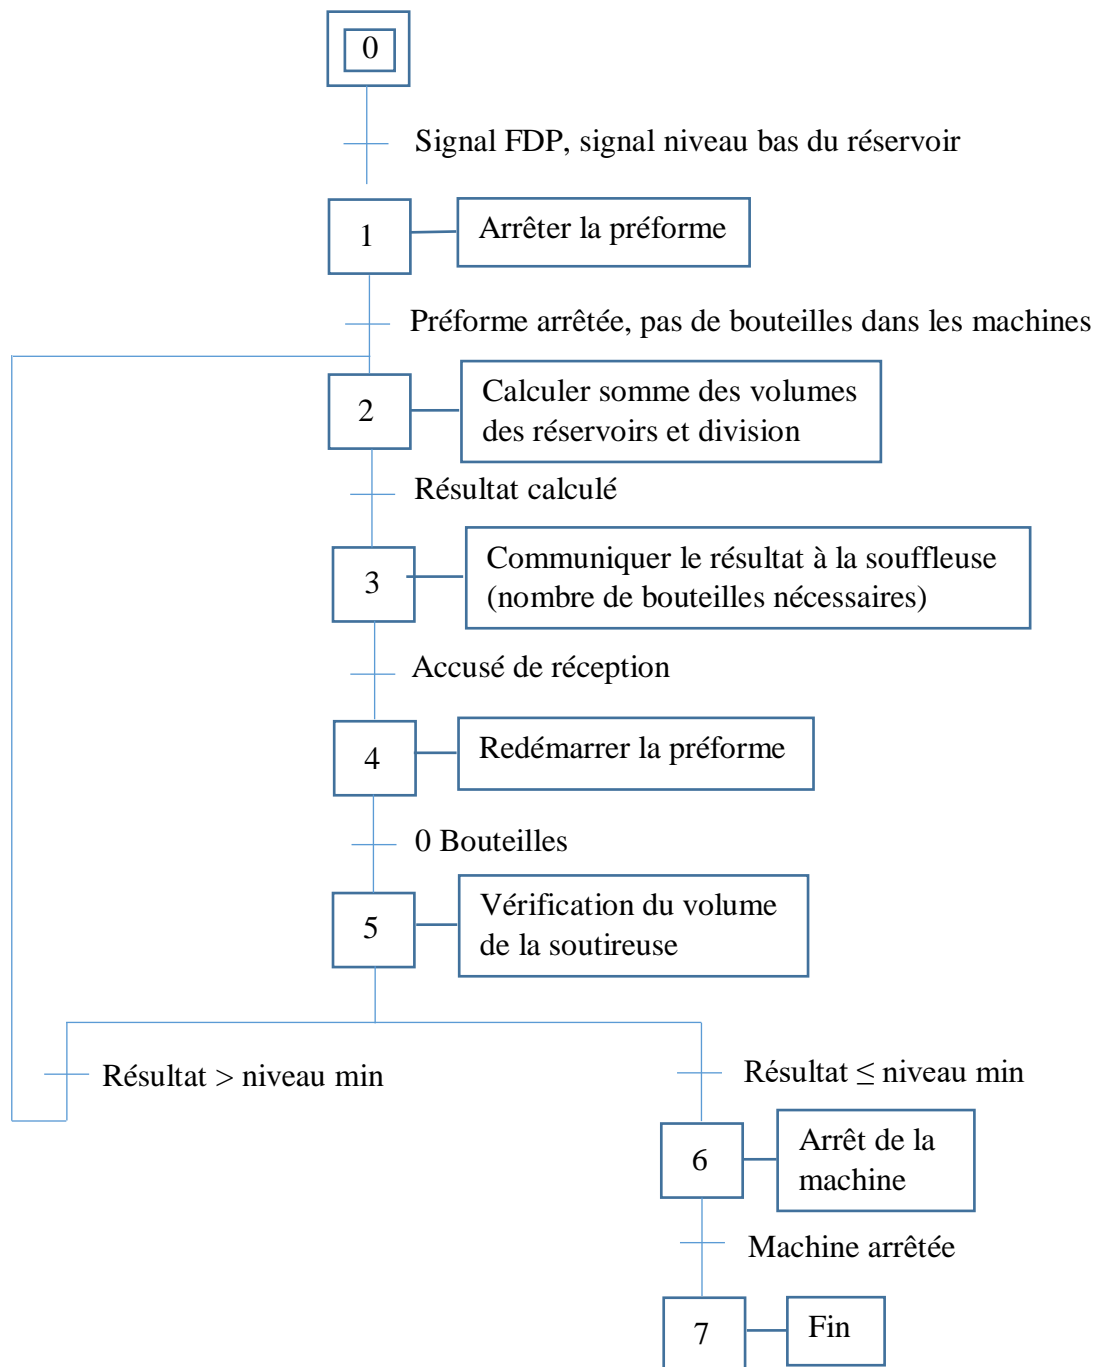 0
Signal FDP, signal niveau bas du réservoir
1
Arrêter la préforme
Préforme arrêtée, pas de bouteilles dans les machines
2
Calculer somme des volumes
des réservoirs et division
Résultat calculé
3
Communiquer le résultat à la souffleuse
(nombre de bouteilles nécessaires)
Accusé de réception
4
Redémarrer la préforme
0 Bouteilles
5
Vérification du volume
de la soutireuse
Résultat > niveau min
Résultat ≤ niveau min
6
Arrêt de la
machine
Machine arrêtée
7
Fin